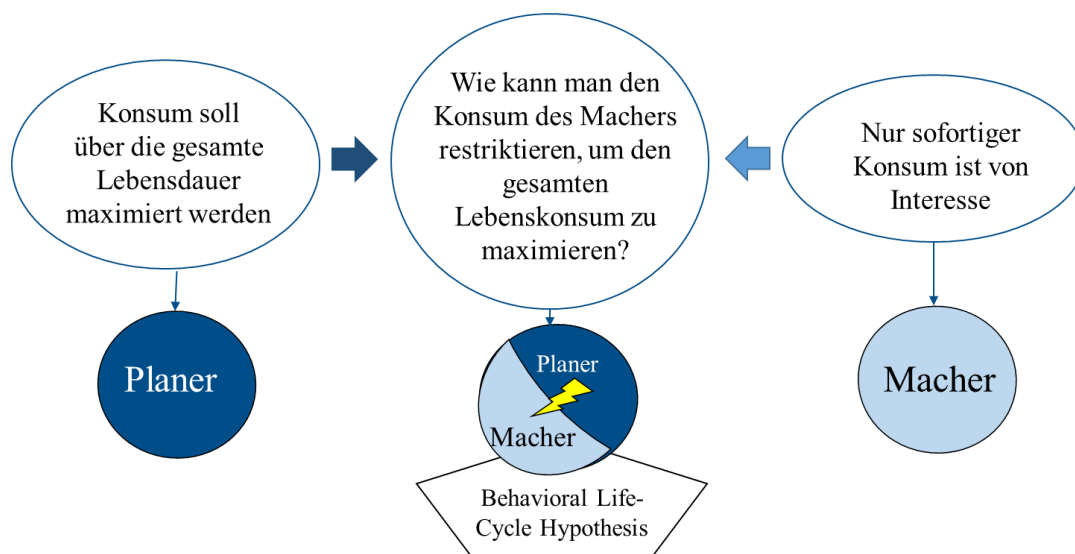 Konsum soll
über die gesamte
Lebensdauer
maximiert werden
Wie kann man den
Konsum des Machers
restriktieren, um den
gesamten
Lebenskonsum zu
maximieren?
Nur sofortiger
Konsum ist von
Interesse
Planer
Planer
Macher
Macher
Behavioral Life-
Cycle Hypothesis